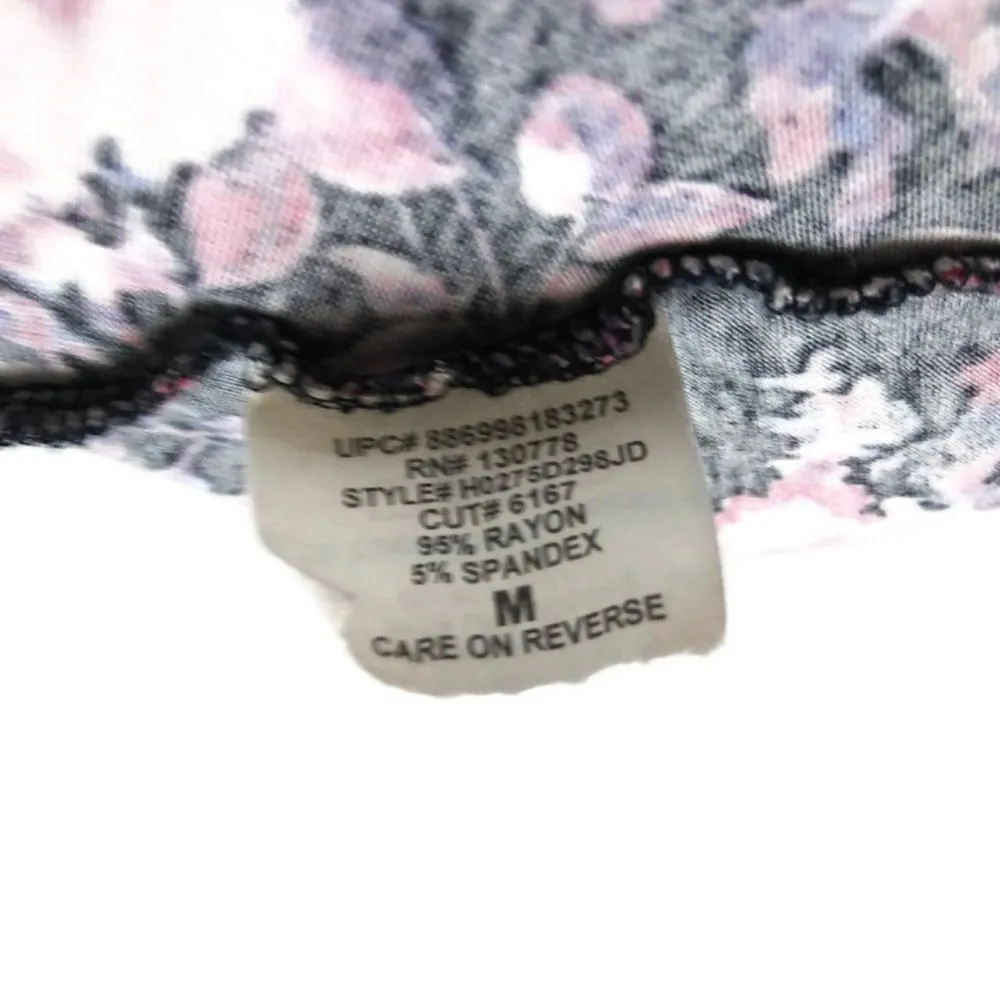 UPC# 886998183273
RN# 130778
STYLE# H0275D298JD
CUT# 6167
95% RAYON
5% SPANDEX
M
CARE ON REVERSE